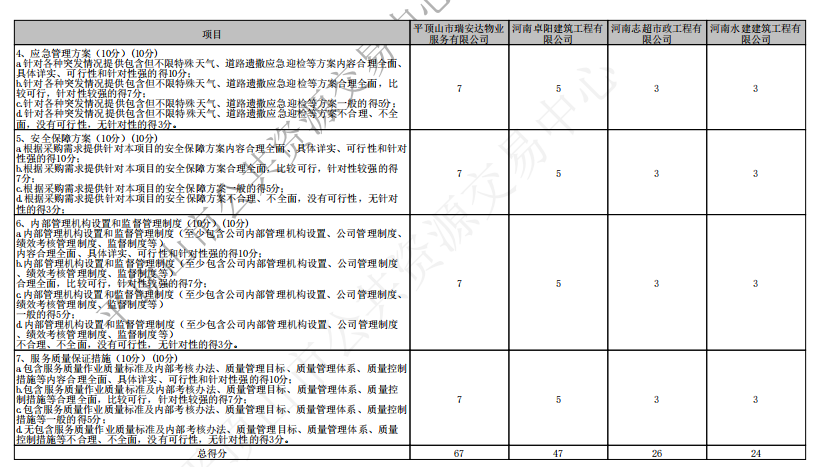 项目 平顶山市瑞安达物业服务有限公司 河南卓阳建筑工程有限公司 河南志超市政工程有限公司 河南水建建筑工程有限公司
4、应急管理方案（10分）(10分)
a.针对各种突发情况提供包含但不限特殊天气、道路遗撒应急迎检等方案内容合理全面、
具体详实、可行性和针对性强的得10分;
b.针对各种突发情况提供包含但不限特殊天气、道路遗撒应急迎检等方案合理全面，比
较可行，针对性较强的得7分;
c.针对各种突发情况提供包含但不限特殊天气、道路遗撒应急迎检等方案一般的得5分;
d.针对各种突发情况提供包含但不限特殊天气、道路遗撒应急迎检等方案不合理、不全
面，没有可行性，无针对性的得3分。
7 5 3 3
5、安全保障方案（10分）(10分)
a.根据采购需求提供针对本项目的安全保障方案内容合理全面、具体详实、可行性和针对
性强的得10分;
b.根据采购需求提供针对本项目的安全保障方案合理全面，比较可行，针对性较强的得
7分;
c.根据采购需求提供针对本项目的安全保障方案一般的得5分;
d.根据采购需求提供针对本项目的安全保障方案不合理、不全面，没有可行性，无针对
性的得3分;
7 5 3 3
6、内部管理机构设置和监督管理制度（10分）(10分)
a.内部管理机构设置和监督管理制度（至少包含公司内部管理机构设置、公司管理制度、
绩效考核管理制度、监督制度等）
内容合理全面、具体详实、可行性和针对性强的得10分;
b.内部管理机构设置和监督管理制度（至少包含公司内部管理机构设置、公司管理制度
、绩效考核管理制度、监督制度等）
合理全面，比较可行，针对性较强的得7分;
c.内部管理机构设置和监督管理制度（至少包含公司内部管理机构设置、公司管理制度、
绩效考核管理制度、监督制度等）
一般的得5分;
d.内部管理机构设置和监督管理制度（至少包含公司内部管理机构设置、公司管理制度
、绩效考核管理制度、监督制度等）
不合理、不全面，没有可行性，无针对性的得3分。
7 5 3 3
7、服务质量保证措施（10分）(10分)
a.包含服务质量作业质量标准及内部考核办法、质量管理目标、质量管理体系、质量控制
措施等内容合理全面、具体详实、可行性和针对性强的得10分;
b.包含服务质量作业质量标准及内部考核办法、质量管理目标、质量管理体系、质量控
制措施等合理全面，比较可行，针对性较强的得7分;
c.包含服务质量作业质量标准及内部考核办法、质量管理目标、质量管理体系、质量控制
措施等一般的得5分;
d.无包含服务质量作业质量标准及内部考核办法、质量管理目标、质量管理体系、质量
控制措施等不合理、不全面，没有可行性，无针对性的得3分。
7 5 3 3
总得分 67 47 26 24